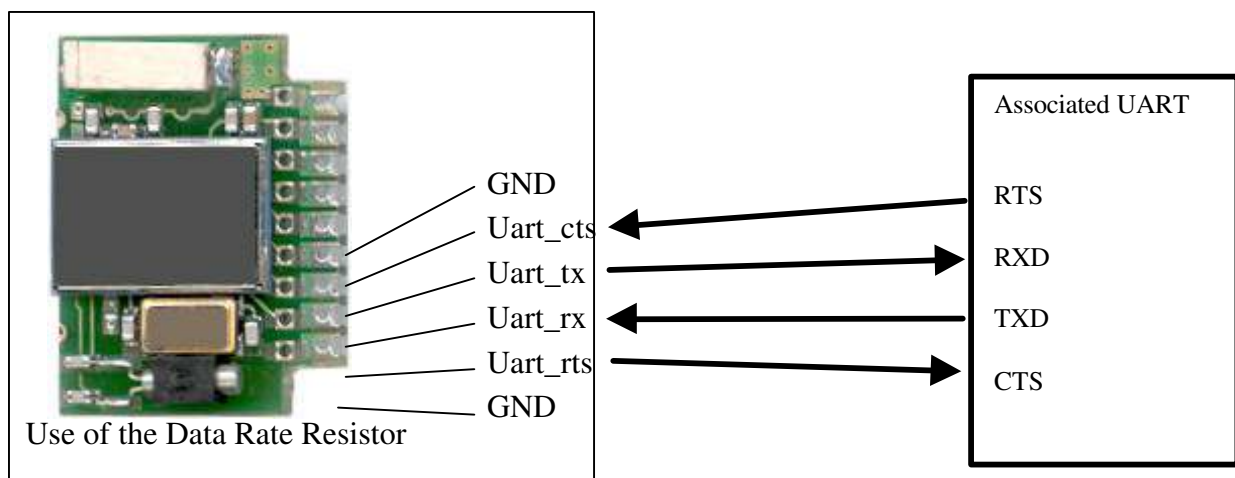 GND
Uart_cts
Uart_tx
Uart_rx
Uart_rts
GND
Use of the Data Rate Resistor
Associated UART
RTS
RXD
TXD
CTS